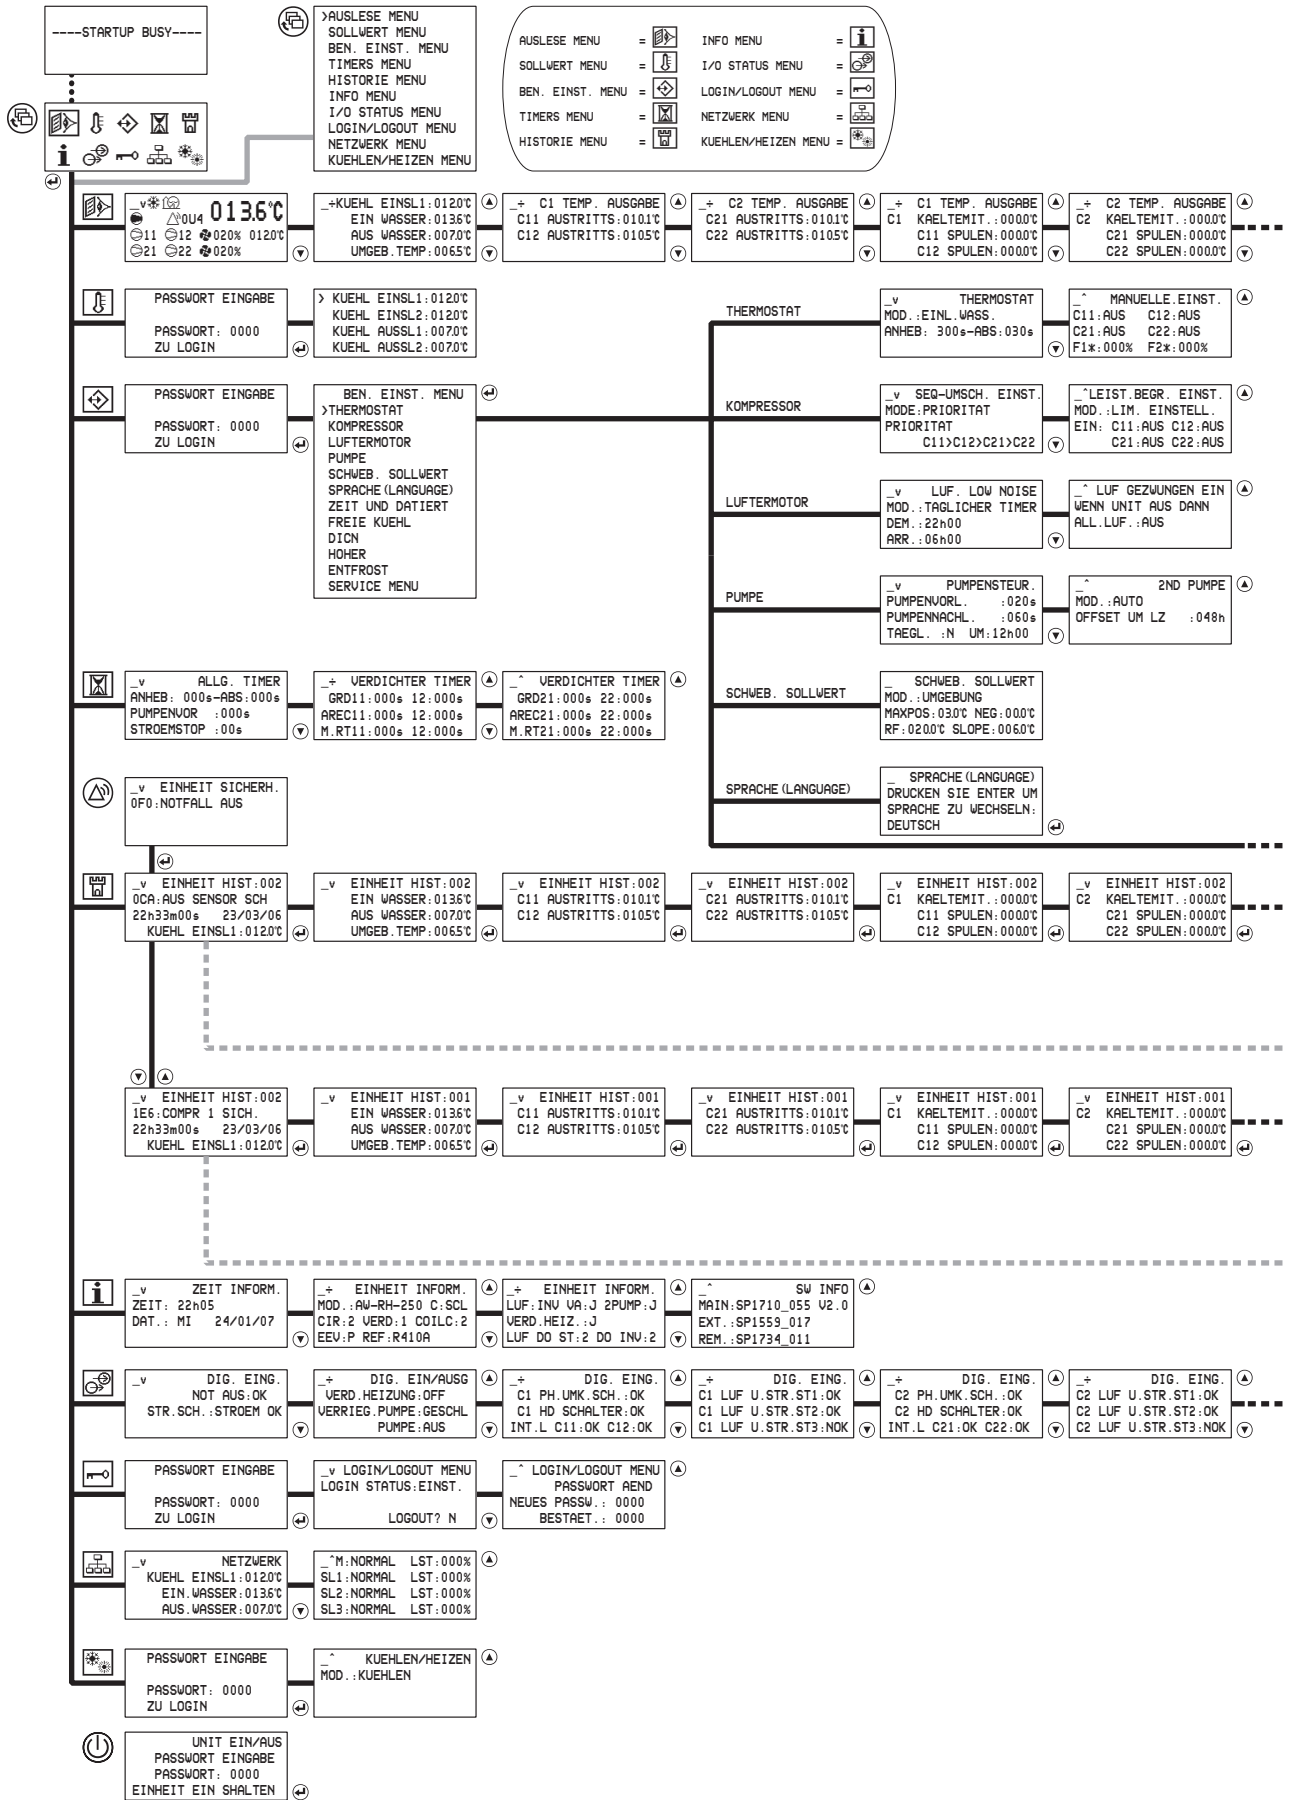 ----STARTUP BUSY----
>AUSLESE MENU
SOLLWERT MENU
BEN. EINST. MENU
TIMERS MENU
HISTORIE MENU
INFO MENU
I/O STATUS MENU
LOGIN/LOGOUT MENU
NETZWERK MENU
KUEHLEN/HEIZEN MENU
AUSLESE MENU =
SOLLWERT MENU =
BEN. EINST. MENU =
TIMERS MENU =
HISTORIE MENU =
INFO MENU =
I/O STATUS MENU =
LOGIN/LOGOUT MENU =
NETZWERK MENU =
KUEHLEN/HEIZEN MENU =
_v 0U4 013.6°C
11 12 020% 012.0°C
21 22 020%
_÷KUEHL EINSL1:012.0°C
EIN WASSER:013.6°C
AUS WASSER:007.0°C
UMGEB.TEMP:006.5°C
_÷ C1 TEMP. AUSGABE
C11 AUSTRITTS:010.1°C
C12 AUSTRITTS:010.5°C
_÷ C2 TEMP. AUSGABE
C21 AUSTRITTS:010.1°C
C22 AUSTRITTS:010.5°C
_÷ C1 TEMP. AUSGABE
C1 KAELTEMIT.:000.0°C
C11 SPULEN:000.0°C
C12 SPULEN:000.0°C
_÷ C2 TEMP. AUSGABE
C2 KAELTEMIT.:000.0°C
C21 SPULEN:000.0°C
C22 SPULEN:000.0°C
PASSWORT EINGABE
PASSWORT: 0000
ZU LOGIN
> KUEHL EINSL1:012.0°C
KUEHL EINSL2:012.0°C
KUEHL AUSSL1:007.0°C
KUEHL AUSSL2:007.0°C
THERMOSTAT
_v THERMOSTAT
MOD.:EINL.WASS.
ANHEB: 300s-ABS:030s
_^ MANUELLE.EINST.
C11:AUS C12:AUS
C21:AUS C22:AUS
F1*:000% F2*:000%
PASSWORT EINGABE
PASSWORT: 0000
ZU LOGIN
BEN. EINST. MENU
>THERMOSTAT
KOMPRESSOR
LUFTERMOTOR
PUMPE
SCHWEB. SOLLWERT
SPRACHE(LANGUAGE)
ZEIT UND DATIERT
FREIE KUEHL
DICN
HOHER
ENTFROST
SERVICE MENU
KOMPRESSOR
_v SEQ-UMSCH. EINST.
MODE:PRIORITAT
PRIORITAT
C11>C12>C21>C22
_^LEIST.BEGR. EINST.
MOD.:LIM. EINSTELL.
EIN: C11:AUS C12:AUS
C21:AUS C22:AUS
LUFTERMOTOR
_v LUF. LOW NOISE
MOD.:TAGLICHER TIMER
DEM.:22h00
ARR.:06h00
_^ LUF GEZWUNGEN EIN
WENN UNIT AUS DANN
ALL.LUF.:AUS
PUMPE
_v PUMPENSTEUR.
PUMPENVORL. :020s
PUMPENNACHL. :060s
TAEGL. :N UM:12h00
_^ 2ND PUMPE
MOD.:AUTO
OFFSET UM LZ :048h
_v ALLG. TIMER
ANHEB: 000s-ABS:000s
PUMPENVOR :000s
STROEMSTOP :00s
_÷ VERDICHTER TIMER
GRD11:000s 12:000s
AREC11:000s 12:000s
M.RT11:000s 12:000s
_^ VERDICHTER TIMER
GRD21:000s 22:000s
AREC21:000s 22:000s
M.RT21:000s 22:000s
SCHWEB. SOLLWERT
_ SCHWEB. SOLLWERT
MOD.:UMGEBUNG
MAXPOS:03.0°C NEG:00.0°C
RF:020.0°C SLOPE:006.0°C
_v EINHEIT SICHERH.
0F0:NOTFALL AUS
SPRACHE(LANGUAGE)
_ SPRACHE(LANGUAGE)
DRUCKEN SIE ENTER UM
SPRACHE ZU WECHSELN:
DEUTSCH
_v EINHEIT HIST:002
0CA:AUS SENSOR SCH
22h33m00s 23/03/06
KUEHL EINSL1:012.0°C
_v EINHEIT HIST:002
EIN WASSER:013.6°C
AUS WASSER:007.0°C
UMGEB.TEMP:006.5°C
_v EINHEIT HIST:002
C11 AUSTRITTS:010.1°C
C12 AUSTRITTS:010.5°C
_v EINHEIT HIST:002
C21 AUSTRITTS:010.1°C
C22 AUSTRITTS:010.5°C
_v EINHEIT HIST:002
C1 KAELTEMIT.:000.0°C
C11 SPULEN:000.0°C
C12 SPULEN:000.0°C
_v EINHEIT HIST:002
C2 KAELTEMIT.:000.0°C
C21 SPULEN:000.0°C
C22 SPULEN:000.0°C
_v EINHEIT HIST:002
1E6:COMPR 1 SICH.
22h33m00s 23/03/06
KUEHL EINSL1:012.0°C
_v EINHEIT HIST:001
EIN WASSER:013.6°C
AUS WASSER:007.0°C
UMGEB.TEMP:006.5°C
_v EINHEIT HIST:001
C11 AUSTRITTS:010.1°C
C12 AUSTRITTS:010.5°C
_v EINHEIT HIST:001
C21 AUSTRITTS:010.1°C
C22 AUSTRITTS:010.5°C
_v EINHEIT HIST:001
C1 KAELTEMIT.:000.0°C
C11 SPULEN:000.0°C
C12 SPULEN:000.0°C
_v EINHEIT HIST:001
C2 KAELTEMIT.:000.0°C
C21 SPULEN:000.0°C
C22 SPULEN:000.0°C
_v ZEIT INFORM.
ZEIT: 22h05
DAT.: MI 24/01/07
_÷ EINHEIT INFORM.
MOD.:AW-RH-250 C:SCL
CIR:2 VERD:1 COILC:2
EEV:P REF:R410A
_÷ EINHEIT INFORM.
LUF:INV VA:J 2PUMP:J
VERD.HEIZ.:J
LUF DO ST:2 DO INV:2
_^ SW INFO
MAIN:SP1710_055 V2.0
EXT.:SP1559_017
REM.:SP1734_011
_v DIG. EING.
NOT AUS:OK
STR.SCH.:STROEM OK
_÷ DIG. EIN/AUSG
VERD.HEIZUNG:OFF
VERRIEG.PUMPE:GESCHL
PUMPE:AUS
_÷ DIG. EING.
C1 PH.UMK.SCH.:OK
C1 HD SCHALTER:OK
INT.L C11:OK C12:OK
_÷ DIG. EING.
C1 LUF U.STR.ST1:OK
C1 LUF U.STR.ST2:OK
C1 LUF U.STR.ST3:NOK
_÷ DIG. EING.
C2 PH.UMK.SCH.:OK
C2 HD SCHALTER:OK
INT.L C21:OK C22:OK
_÷ DIG. EING.
C2 LUF U.STR.ST1:OK
C2 LUF U.STR.ST2:OK
C2 LUF U.STR.ST3:NOK
PASSWORT EINGABE
PASSWORT: 0000
ZU LOGIN
_v LOGIN/LOGOUT MENU
LOGIN STATUS:EINST.
LOGOUT? N
_^ LOGIN/LOGOUT MENU
PASSWORT AEND
NEUES PASSW.: 0000
BESTAET.: 0000
_v NETZWERK
KUEHL EINSL1:012.0°C
EIN.WASSER:013.6°C
AUS.WASSER:007.0°C
_^M:NORMAL LST:000%
SL1:NORMAL LST:000%
SL2:NORMAL LST:000%
SL3:NORMAL LST:000%
PASSWORT EINGABE
PASSWORT: 0000
ZU LOGIN
_^ KUEHLEN/HEIZEN
MOD.:KUEHLEN
UNIT EIN/AUS
PASSWORT EINGABE
PASSWORT: 0000
EINHEIT EIN SHALTEN